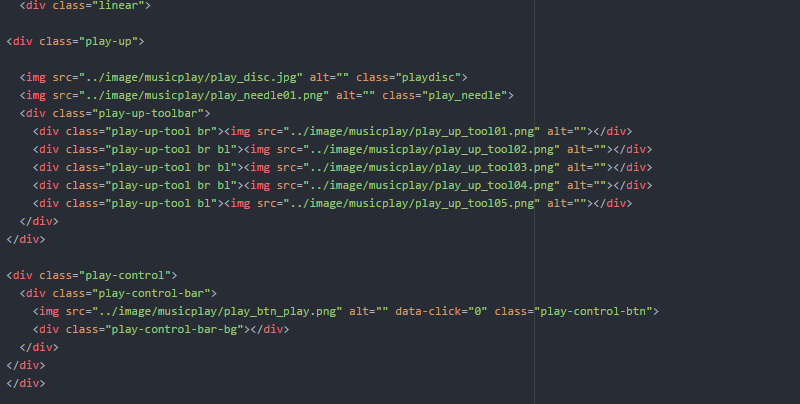 <div class="linear">
<div class="play-up">
<img src="../image/musicplay/play_disc.jpg" alt="" class="playdisc">
<img src="../image/musicplay/play_needle01.png" alt="" class="play_needle">
<div class="play-up-toolbar">
<div class="play-up-tool br"><img src="../image/musicplay/play_up_tool01.png" alt=""></div>
<div class="play-up-tool br bl"><img src="../image/musicplay/play_up_tool02.png" alt=""></div>
<div class="play-up-tool br bl"><img src="../image/musicplay/play_up_tool03.png" alt=""></div>
<div class="play-up-tool br bl"><img src="../image/musicplay/play_up_tool04.png" alt=""></div>
<div class="play-up-tool bl"><img src="../image/musicplay/play_up_tool05.png" alt=""></div>
</div>
</div>
<div class="play-control">
<div class="play-control-bar">
<img src="../image/musicplay/play_btn_play.png" alt="" data-click="0" class="play-control-btn">
<div class="play-control-bar-bg"></div>
</div>
</div>
</div>